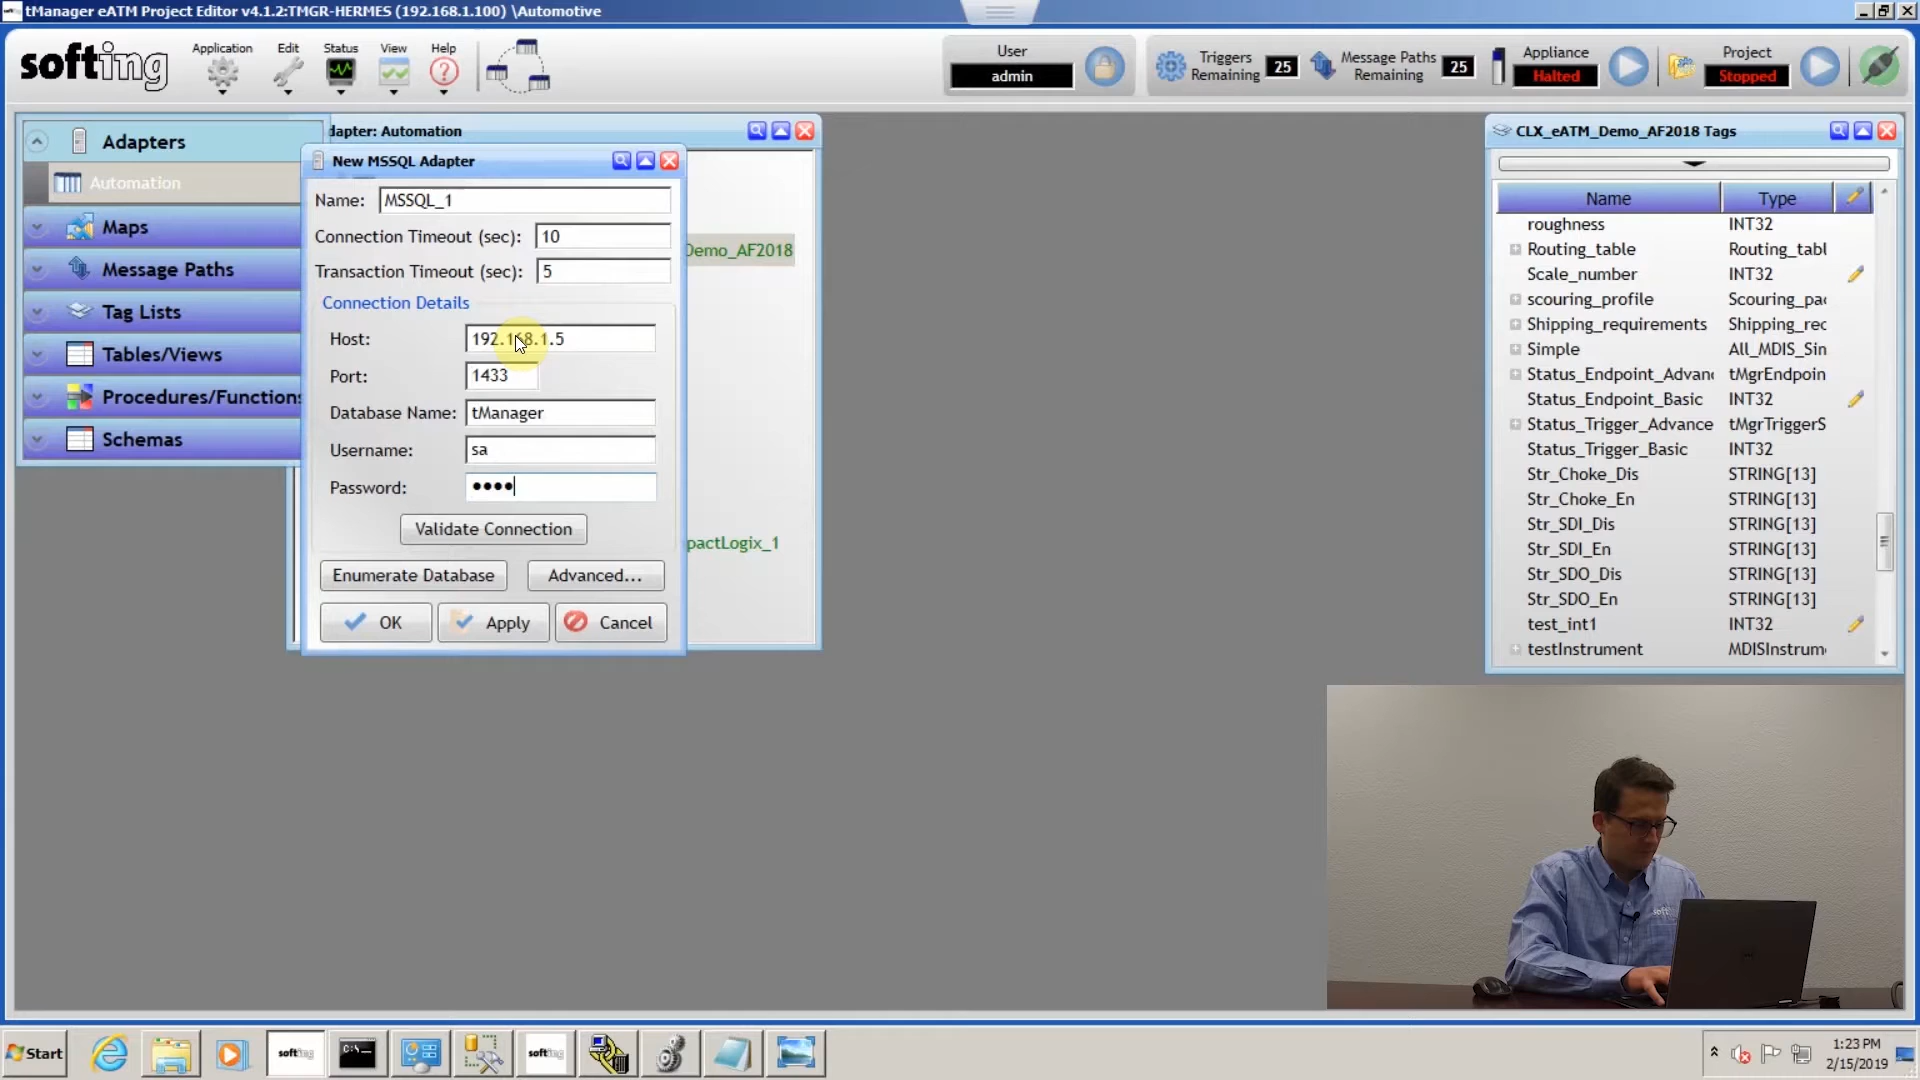 tManager eATM Project Editor v4.1.2:TMGR-HERMES (192.168.1.100) \Automotive
softing
Application
Edit
Status
View
Help
User
admin
Triggers
Remaining
25
Message Paths
Remaining
25
Appliance
Halted
Project
Stopped
Adapters
Automation
Maps
Message Paths
Tag Lists
Tables/Views
Procedures/Functions
Schemas
dapter: Automation
Demo_AF2018
pactLogix_1
New MSSQL Adapter
Name: MSSQL_1
Connection Timeout (sec): 10
Transaction Timeout (sec): 5
Connection Details
Host: 192.168.1.5
Port: 1433
Database Name: tManager
Username: sa
Password: ●●●●
Validate Connection
Enumerate Database
Advanced...
OK
Apply
Cancel
CLX_eATM_Demo_AF2018 Tags
Name Type
roughness INT32
Routing_table Routing_tabl
Scale_number INT32
scouring_profile Scouring_pac
Shipping_requirements Shipping_rec
Simple All_MDIS_Sin
Status_Endpoint_Advanc tMgrEndpoin
Status_Endpoint_Basic INT32
Status_Trigger_Advance tMgrTriggerS
Status_Trigger_Basic INT32
Str_Choke_Dis STRING[13]
Str_Choke_En STRING[13]
Str_SDI_Dis STRING[13]
Str_SDI_En STRING[13]
Str_SDO_Dis STRING[13]
Str_SDO_En STRING[13]
test_int1 INT32
testInstrument MDISInstrum
softing
Start
softing
C:\
softing
1:23 PM
2/15/2019